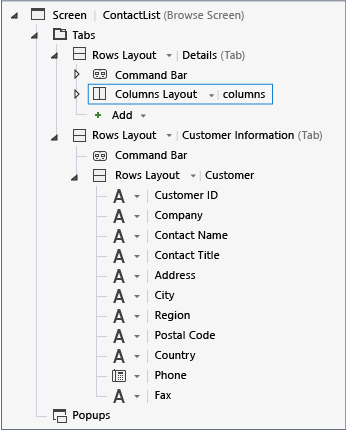 Screen | ContactList (Browse Screen)
Tabs
Rows Layout | Details (Tab)
Command Bar
Columns Layout | columns
+ Add
Rows Layout | Customer Information (Tab)
Command Bar
Rows Layout | Customer
A | Customer ID
A | Company
A | Contact Name
A | Contact Title
A | Address
A | City
A | Region
A | Postal Code
A | Country
| Phone
A | Fax
Popups